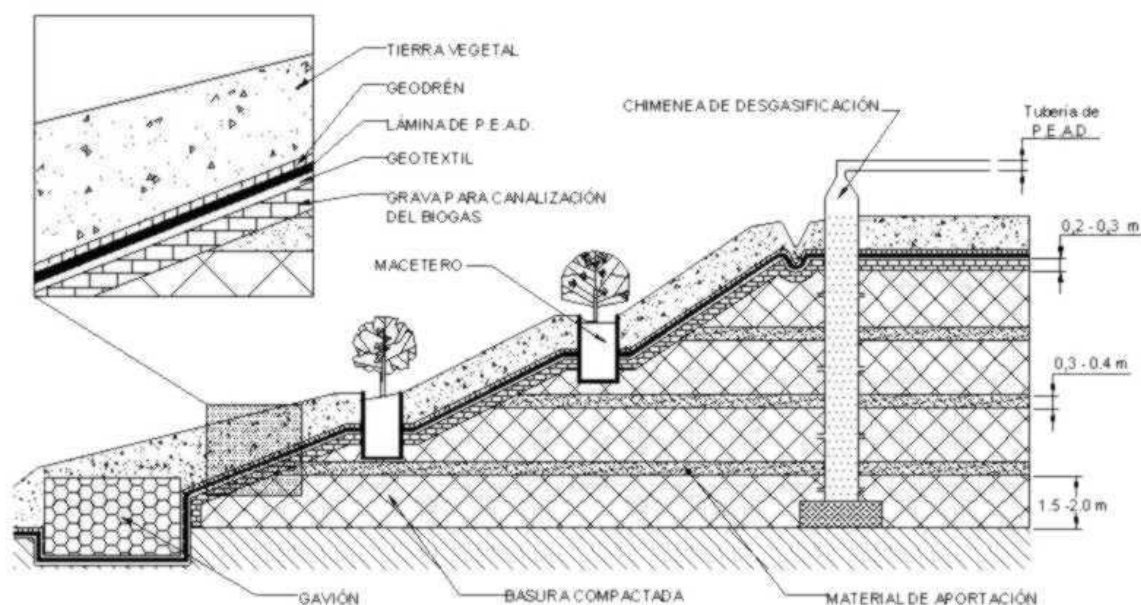 TIERRA VEGETAL
GEODRÉN
LÁMINA DE P.E.A.D.
GEOTEXTIL
GRAVA PARA CANALIZACIÓN
DEL BIOGAS
CHIMENEA DE DESGASIFICACIÓN
Tubería de
P.E.A.D.
MACETERO
0,2 - 0,3 m
0,3 - 0.4 m
1.5 - 2.0 m
GAVIÓN
BASURA COMPACTADA
MATERIAL DE APORTACIÓN